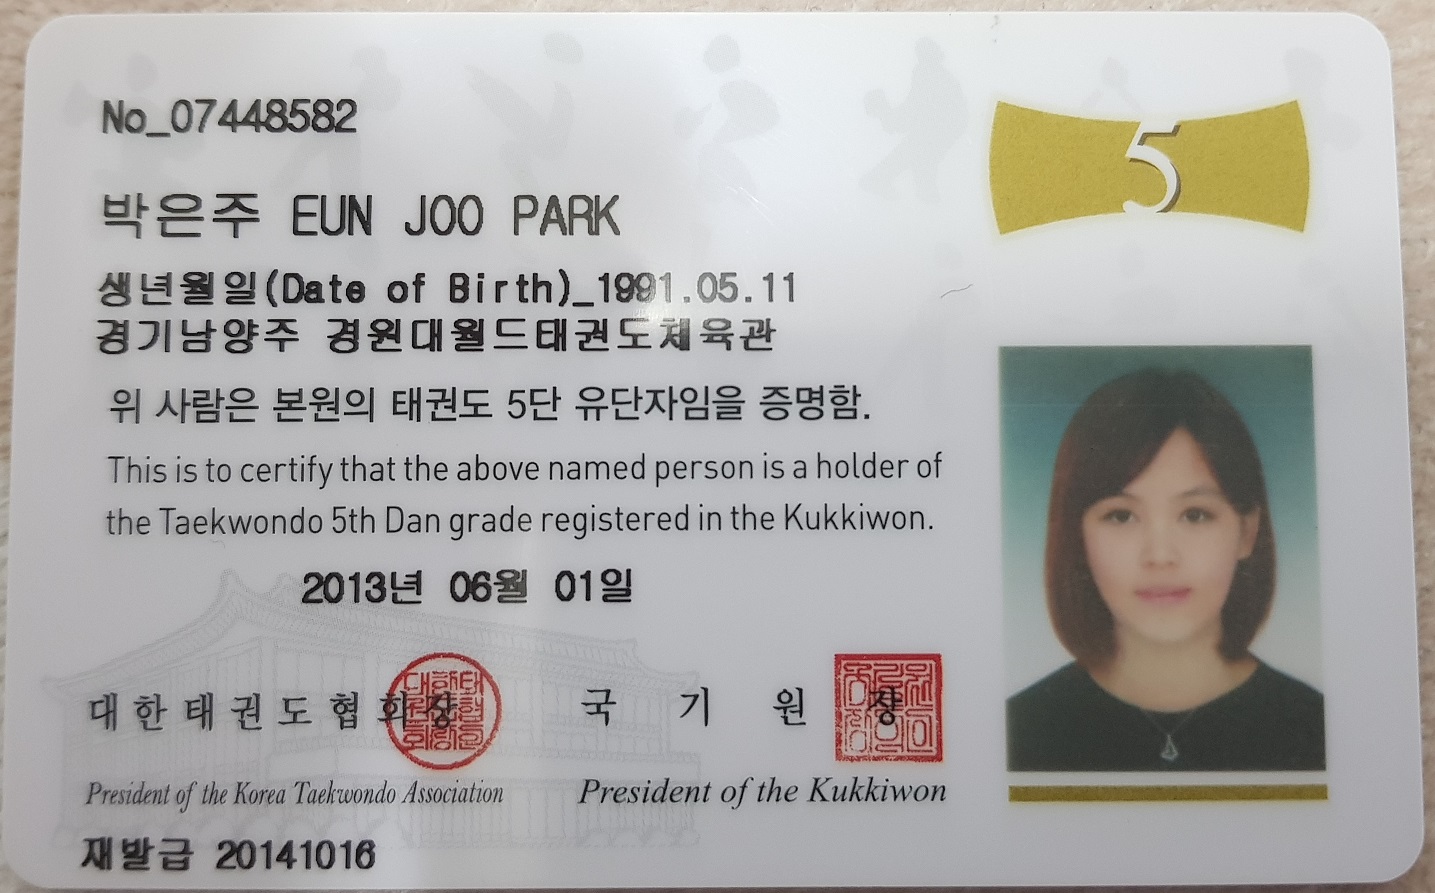 No_07448582
5
박은주 EUN JOO PARK
생년월일(Date of Birth)_1991.05.11
경기남양주 경원대월드태권도체육관
위 사람은 본원의 태권도 5단 유단자임을 증명함.
This is to certify that the above named person is a holder of
the Taekwondo 5th Dan grade registered in the Kukkiwon.
2013년 06월 01일
대한태권도협회장 국기원장
President of the Korea Taekwondo Association President of the Kukkiwon
재발급 20141016